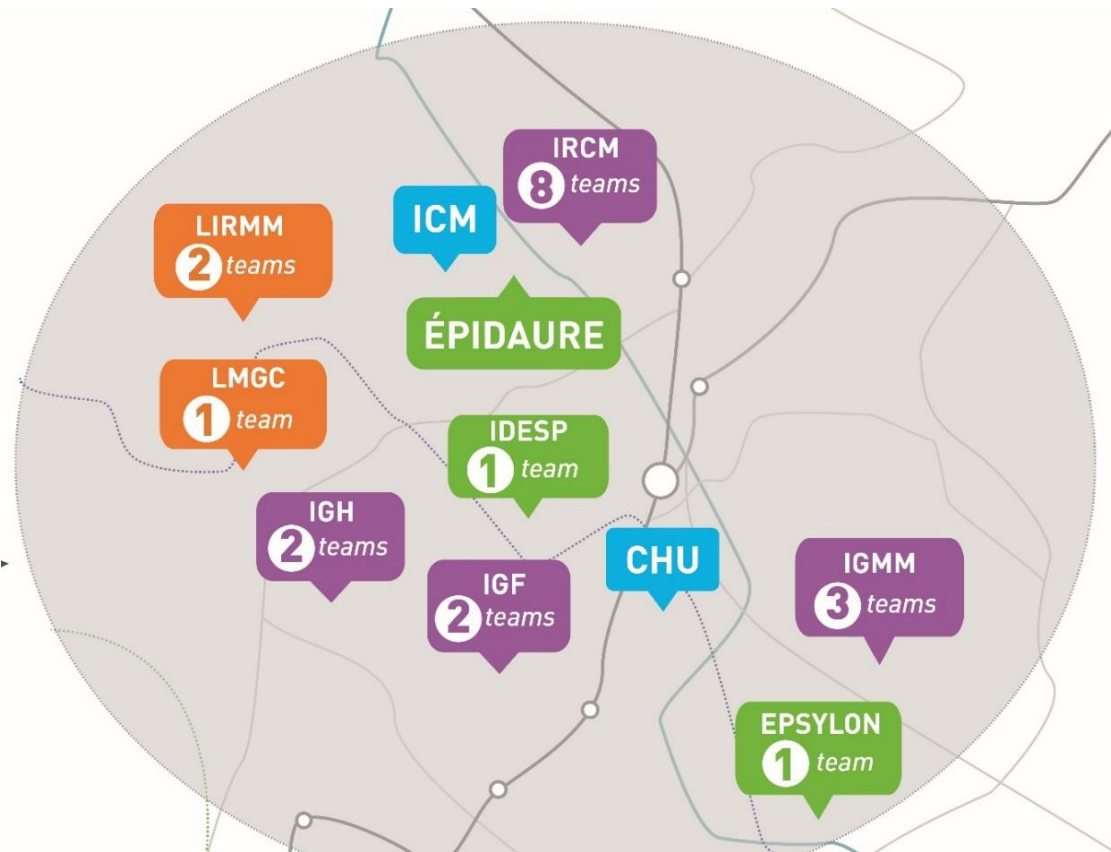 IRCM
8 teams
ICM
LIRMM
2 teams
ÉPIDAURE
LMGC
1 team
IDESP
1 team
IGH
2 teams
CHU
IGMM
3 teams
IGF
2 teams
EPSYLON
1 team